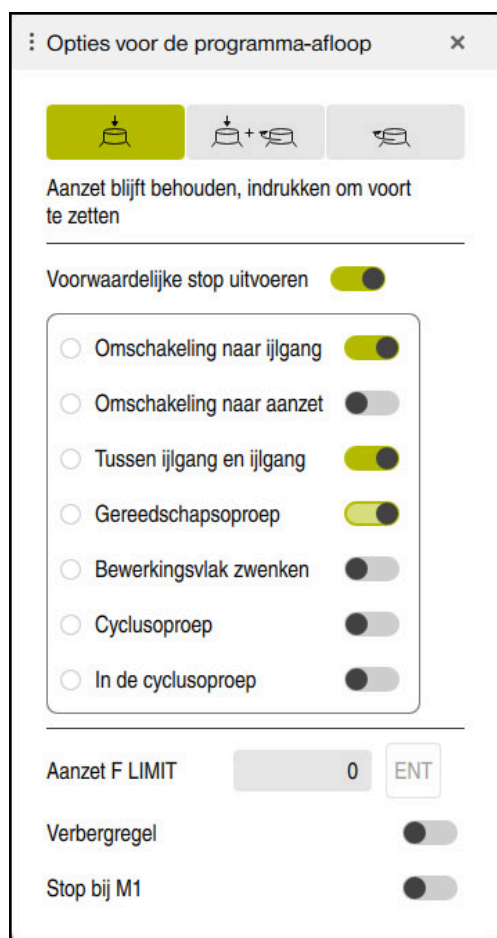 Opties voor de programma-afloop
Aanzet blijft behouden, indrukken om voort
te zetten
Voorwaardelijke stop uitvoeren
Omschakeling naar ijlgang
Omschakeling naar aanzet
Tussen ijlgang en ijlgang
Gereedschapsoproep
Bewerkingsvlak zwenken
Cyclusoproep
In de cyclusoproep
Aanzet F LIMIT 0 ENT
Verbergregel
Stop bij M1